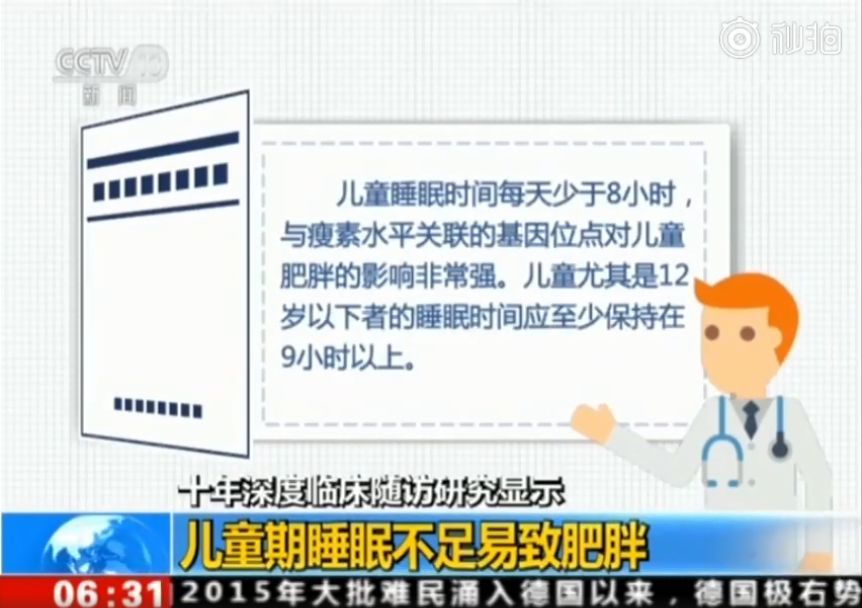 CCTV 13
新闻
秒拍
儿童睡眠时间每天少于8小时，
与瘦素水平关联的基因位点对儿童
肥胖的影响非常强。儿童尤其是12
岁以下者的睡眠时间应至少保持在
9小时以上。
十年深度临床随访研究显示
儿童期睡眠不足易致肥胖
06:31 2015年大批难民涌入德国以来，德国极右势